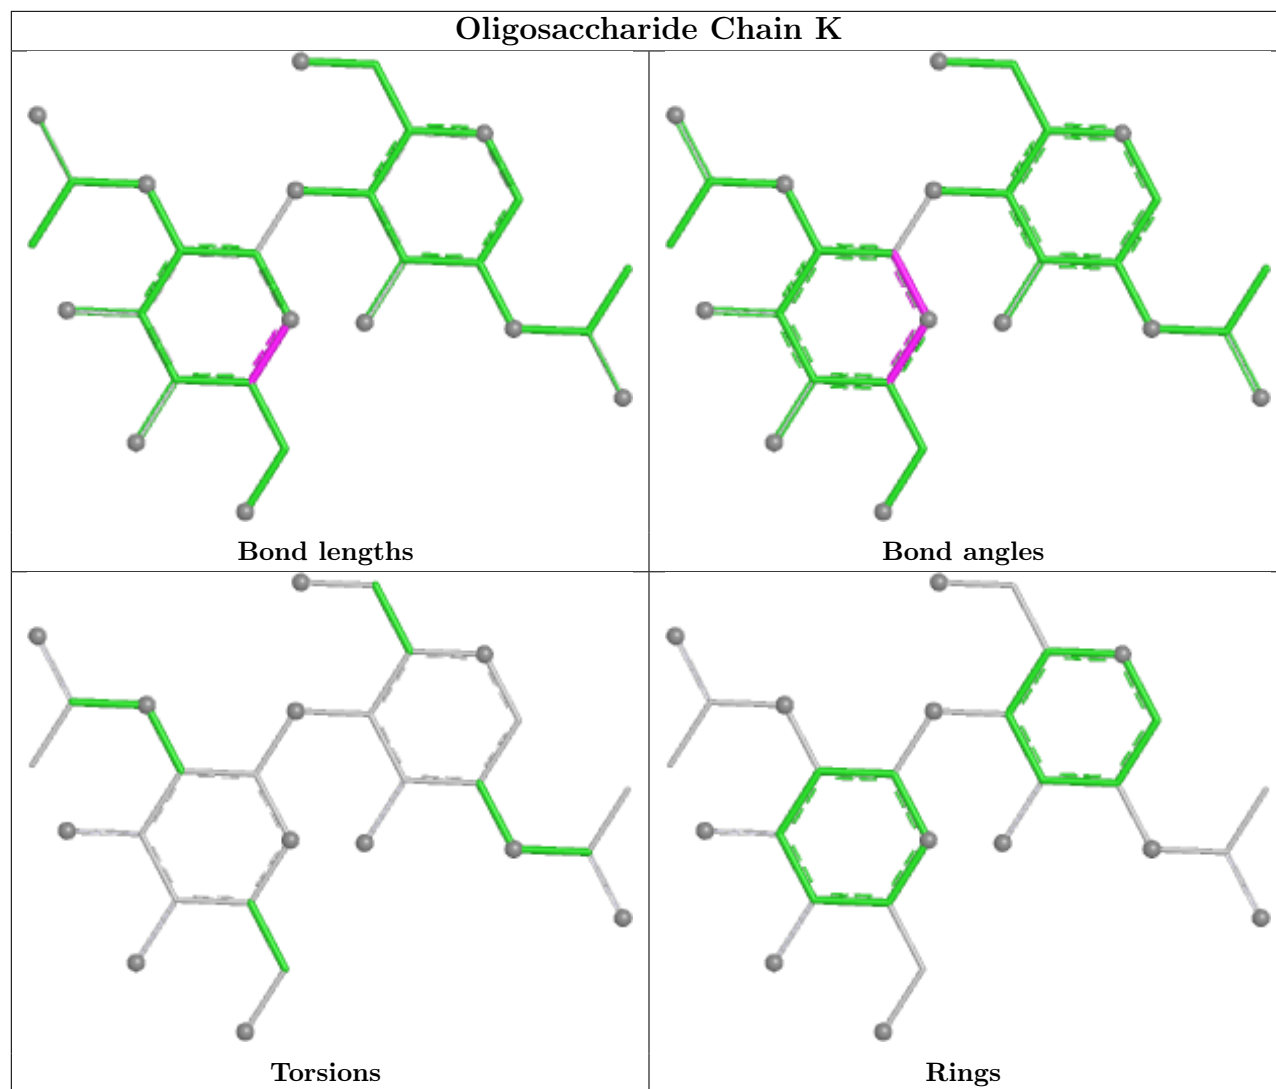 Oligosaccharide Chain K
Bond lengths
Bond angles
Torsions
Rings